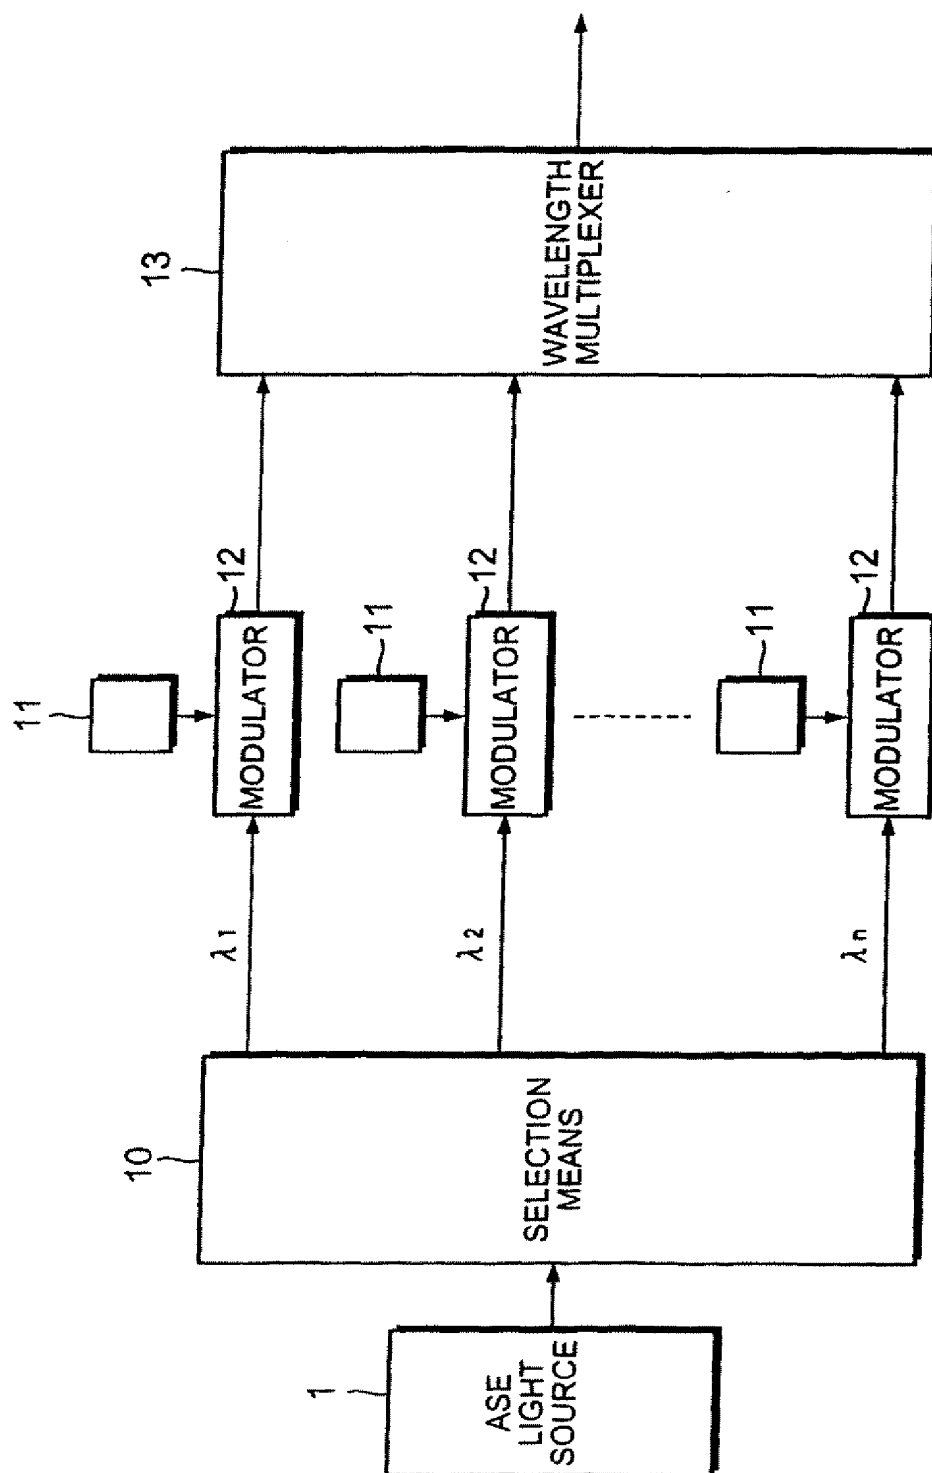 1
ASE
LIGHT
SOURCE
10
SELECTION
MEANS
λ1
λ2
λn
11
MODULATOR
12
11
MODULATOR
12
11
MODULATOR
12
13
WAVELENGTH
MULTIPLEXER